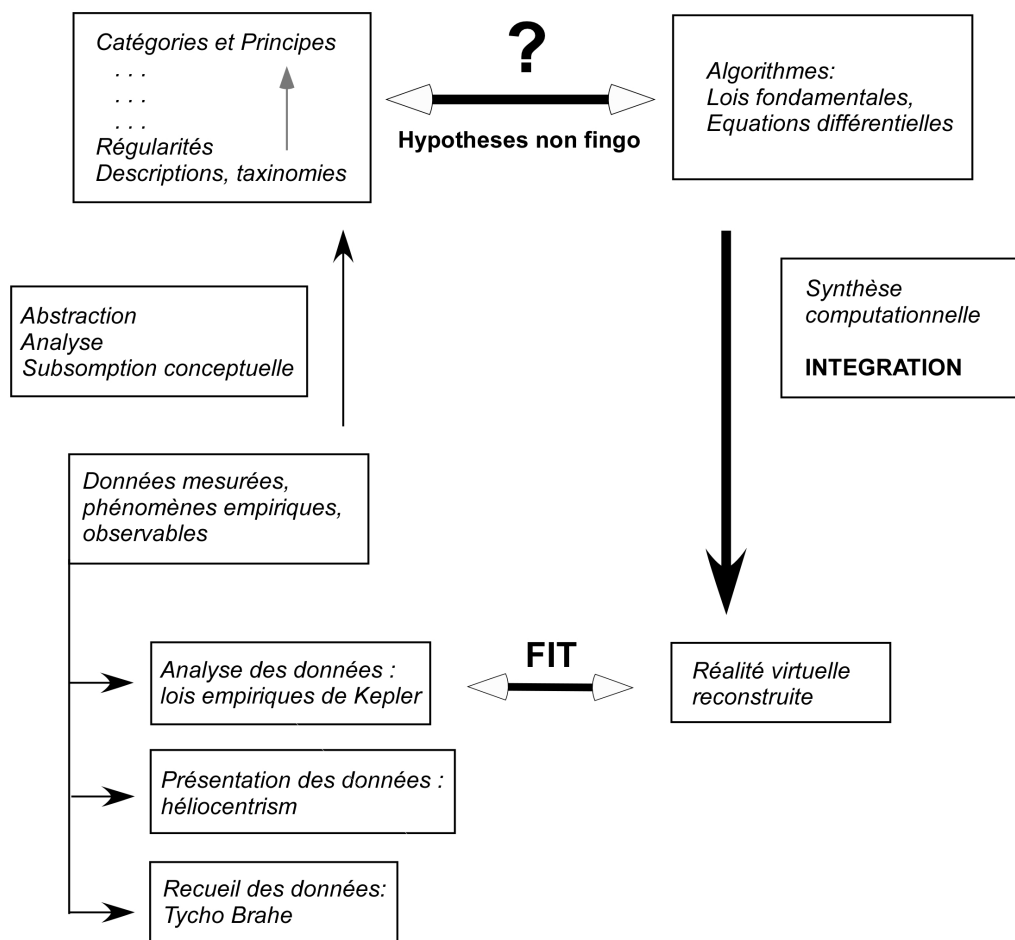 Catégories et Principes
. . .
. . .
. . .
Régularités
Descriptions, taxinomies
?
Hypotheses non fingo
Algorithmes:
Lois fondamentales,
Equations différentielles
Abstraction
Analyse
Subsomption conceptuelle
Synthèse
computationnelle
INTEGRATION
Données mesurées,
phénomènes empiriques,
observables
Analyse des données :
lois empiriques de Kepler
FIT
Réalité virtuelle
reconstruite
Présentation des données :
héliocentrism
Recueil des données:
Tycho Brahe